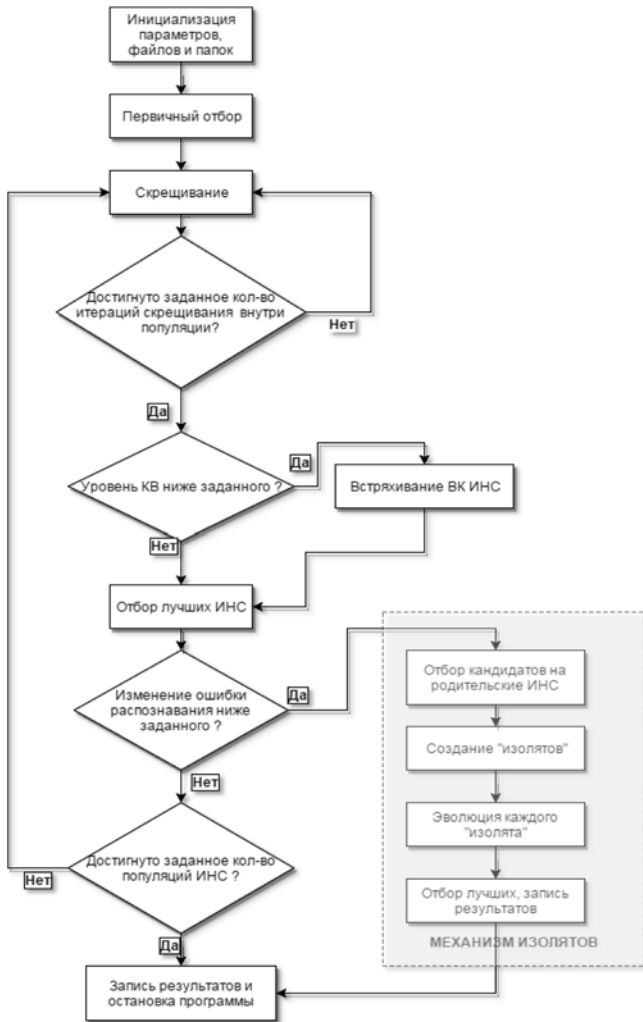 Инициализация
параметров,
файлов и папок
Первичный отбор
Скрещивание
Достигнуто заданное кол-во
итераций скрещивания внутри
популяции?
Нет
Да
Уровень КВ ниже заданного ?
Да
Встряхивание ВК ИНС
Нет
Отбор лучших ИНС
Изменение ошибки
распознавания ниже
заданного ?
Да
Отбор кандидатов на
родительские ИНС
Создание "изолятов"
Эволюция каждого
"изолята"
Отбор лучших, запись
результатов
МЕХАНИЗМ ИЗОЛЯТОВ
Нет
Достигнуто заданное кол-во
популяций ИНС ?
Нет
Да
Запись результатов и
остановка программы